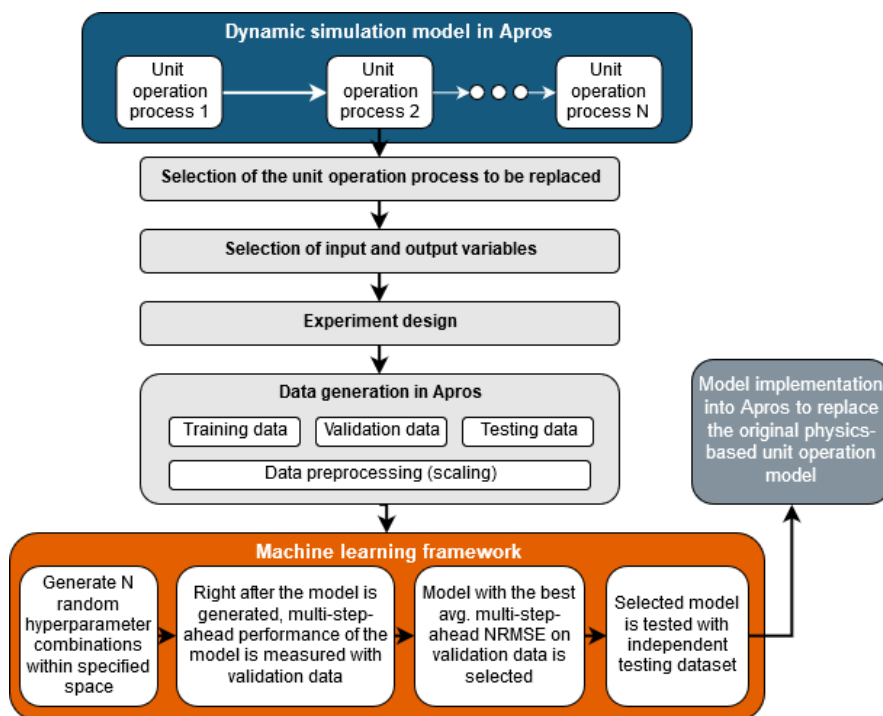 Dynamic simulation model in Apros
Unit
operation
process 1
Unit
operation
process 2
Unit
operation
process N
Selection of the unit operation process to be replaced
Selection of input and output variables
Experiment design
Data generation in Apros
Training data
Validation data
Testing data
Data preprocessing (scaling)
Model implementation
into Apros to replace
the original physics-
based unit operation
model
Machine learning framework
Generate N
random
hyperparameter
combinations
within specified
space
Right after the model is
generated, multi-step-
ahead performance of the
model is measured with
validation data
Model with the best
avg. multi-step-
ahead NRMSE on
validation data is
selected
Selected model
is tested with
independent
testing dataset